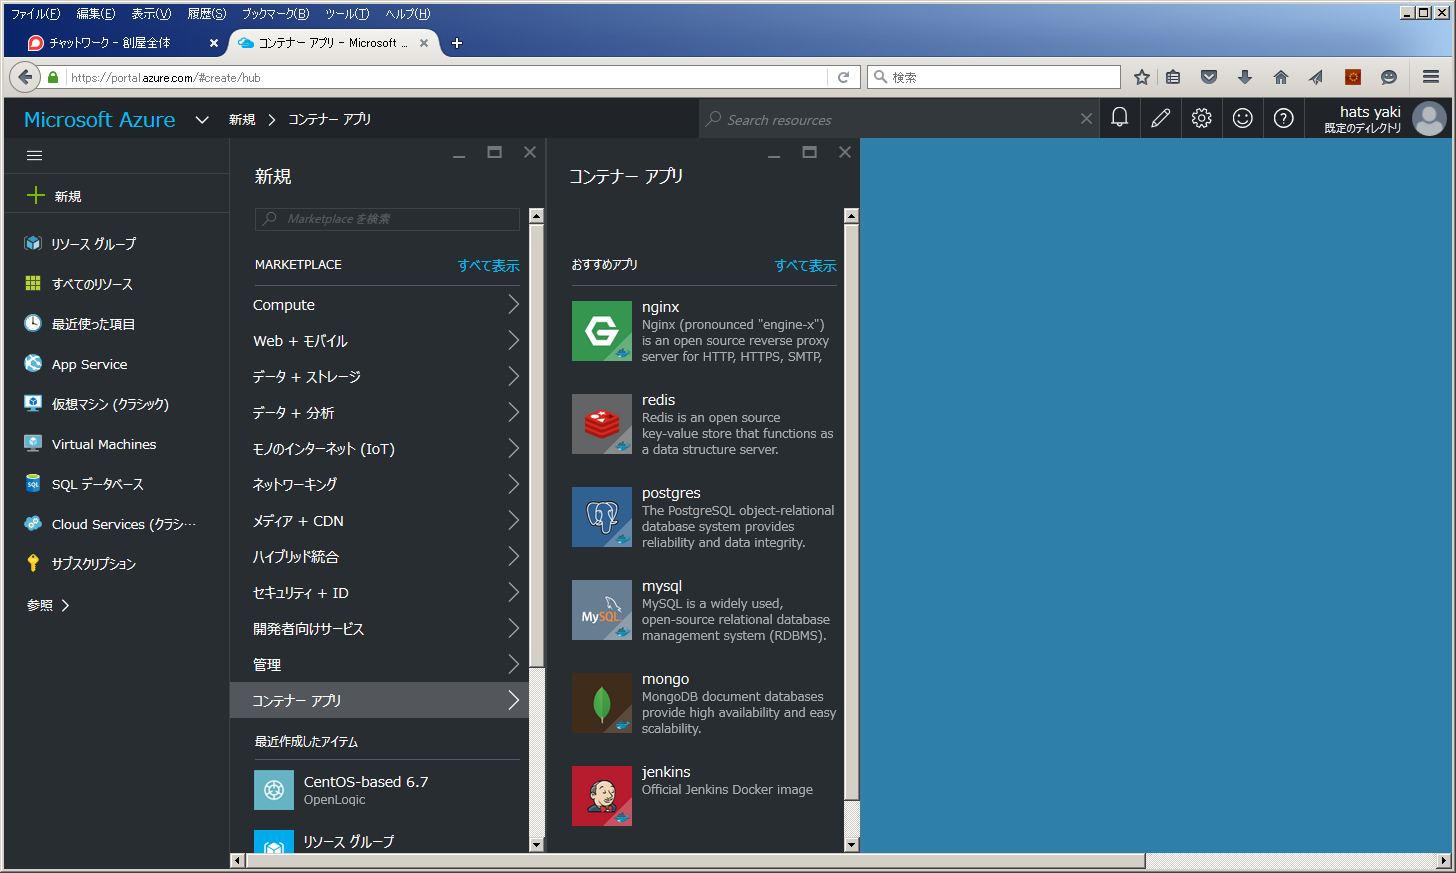 ファイル(F) 編集(E) 表示(V) 履歴(S) ブックマーク(B) ツール(T) ヘルプ(H)
チャットワーク - 創屋全体
コンテナー アプリ - Microsoft ...
https://portal.azure.com/#create/hub
検索
Microsoft Azure
新規
コンテナー アプリ
Search resources
hats yaki
既定のディレクトリ
新規
リソース グループ
すべてのリソース
最近使った項目
App Service
仮想マシン (クラシック)
Virtual Machines
SQL データベース
Cloud Services (クラシ…
サブスクリプション
参照
新規
Marketplace を検索
MARKETPLACE
すべて表示
Compute
Web + モバイル
データ + ストレージ
データ + 分析
モノのインターネット (IoT)
ネットワーキング
メディア + CDN
ハイブリッド統合
セキュリティ + ID
開発者向けサービス
管理
コンテナー アプリ
最近作成したアイテム
CentOS-based 6.7
OpenLogic
リソース グループ
コンテナー アプリ
おすすめアプリ
すべて表示
nginx
Nginx (pronounced "engine-x")
is an open source reverse proxy
server for HTTP, HTTPS, SMTP,
redis
Redis is an open source
key-value store that functions as
a data structure server.
postgres
The PostgreSQL object-relational
database system provides
reliability and data integrity.
MySQL
mysql
MySQL is a widely used,
open-source relational database
management system (RDBMS).
mongo
MongoDB document databases
provide high availability and easy
scalability.
jenkins
Official Jenkins Docker image